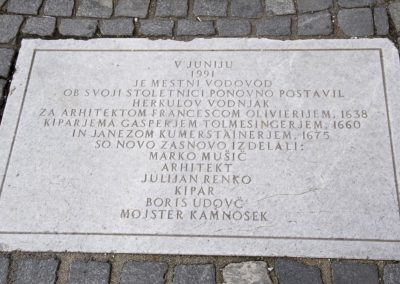 V JUNIJU
1991
JE MESTNI VODOVOD
OB SVOJI STOLETNICI PONOVNO POSTAVIL
HERKULOV VODNJAK
ZA ARHITEKTOM FRANCESCOM OLIVIERIJEM, 1638
KIPARJEMA GAŠPERJEM TOLMESINGERJEM, 1660
IN JANEZOM KUMERSTAJNERJEM, 1675
SO NOVO ZASNOVO IZDELALI:
MARKO MUŠIČ
ARHITEKT
JULIJAN RENKO
KIPAR
BORIS UDOVČ
MOJSTER KAMNOSEK